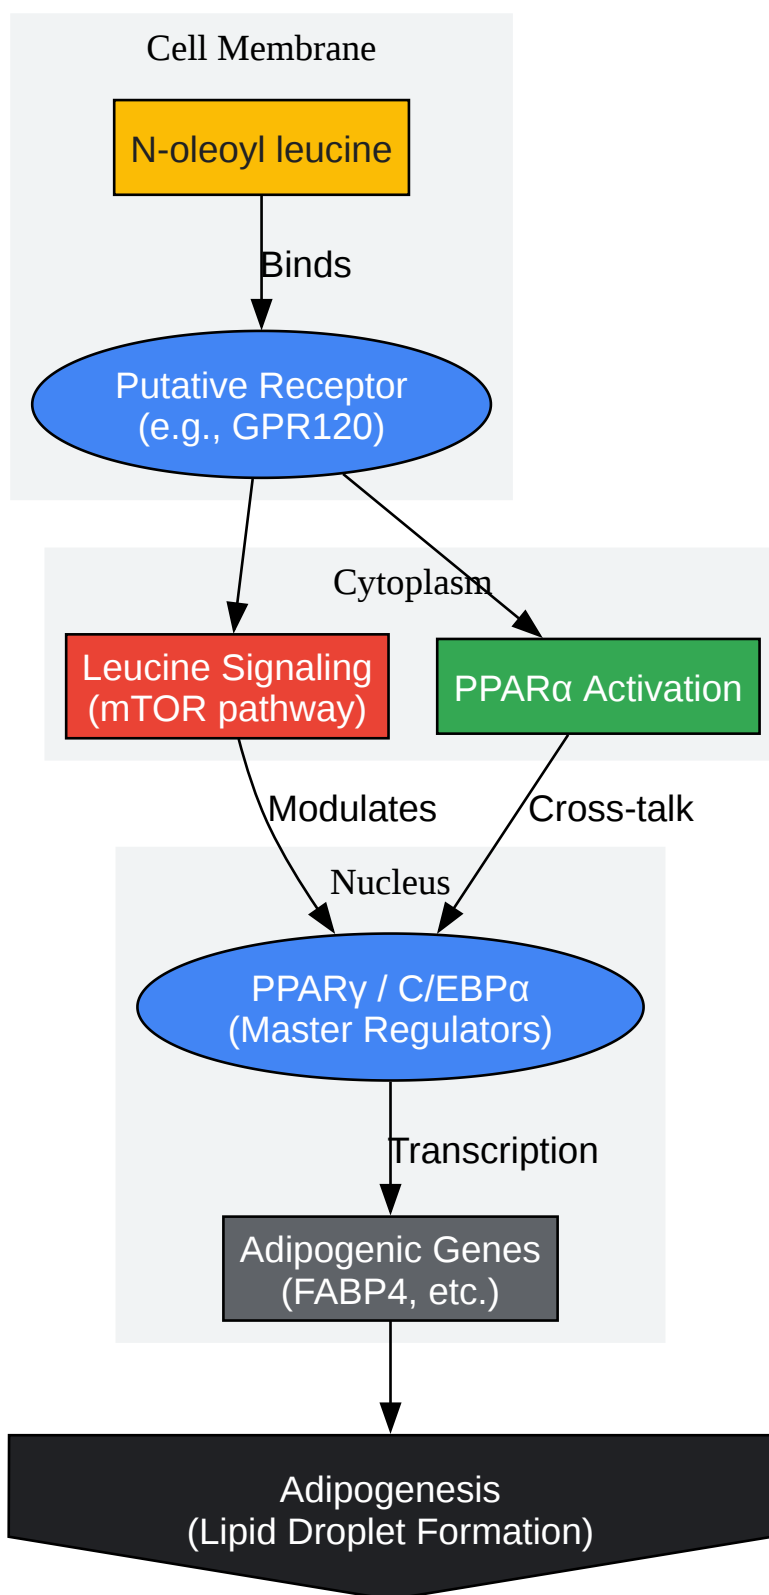 Cell Membrane
N-oleoyl leucine
Binds
Putative Receptor
(e.g., GPR120)
Cytoplasm
Leucine Signaling
(mTOR pathway)
PPARα Activation
Modulates
Cross-talk
Nucleus
PPARγ / C/EBPα
(Master Regulators)
Transcription
Adipogenic Genes
(FABP4, etc.)
Adipogenesis
(Lipid Droplet Formation)